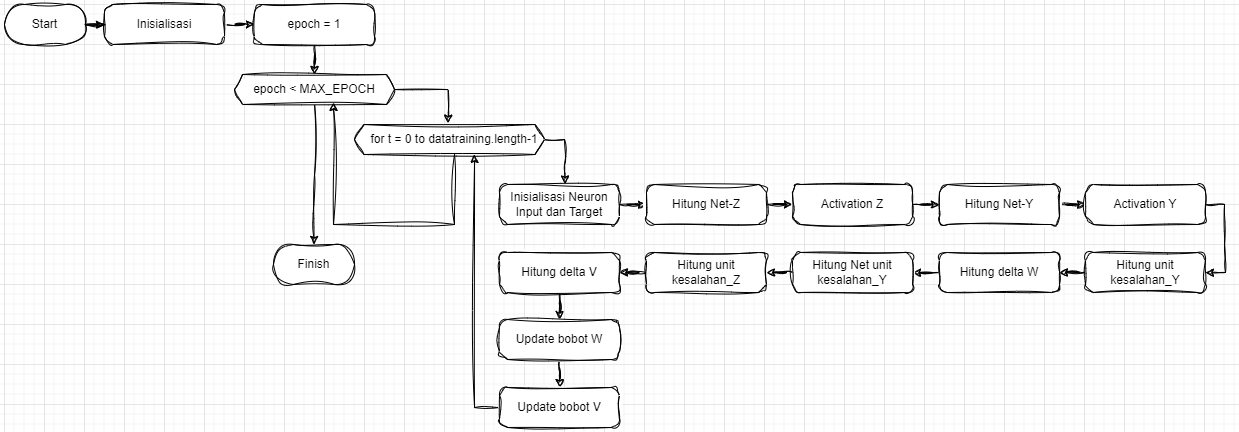 Start
Inisialisasi
epoch = 1
epoch < MAX_EPOCH
for t = 0 to datatraining.length-1
Inisialisasi Neuron
Input dan Target
Hitung Net-Z
Activation Z
Hitung Net-Y
Activation Y
Hitung unit
kesalahan_Y
Hitung delta W
Hitung Net unit
kesalahan_Y
Hitung unit
kesalahan_Z
Hitung delta V
Update bobot W
Update bobot V
Finish